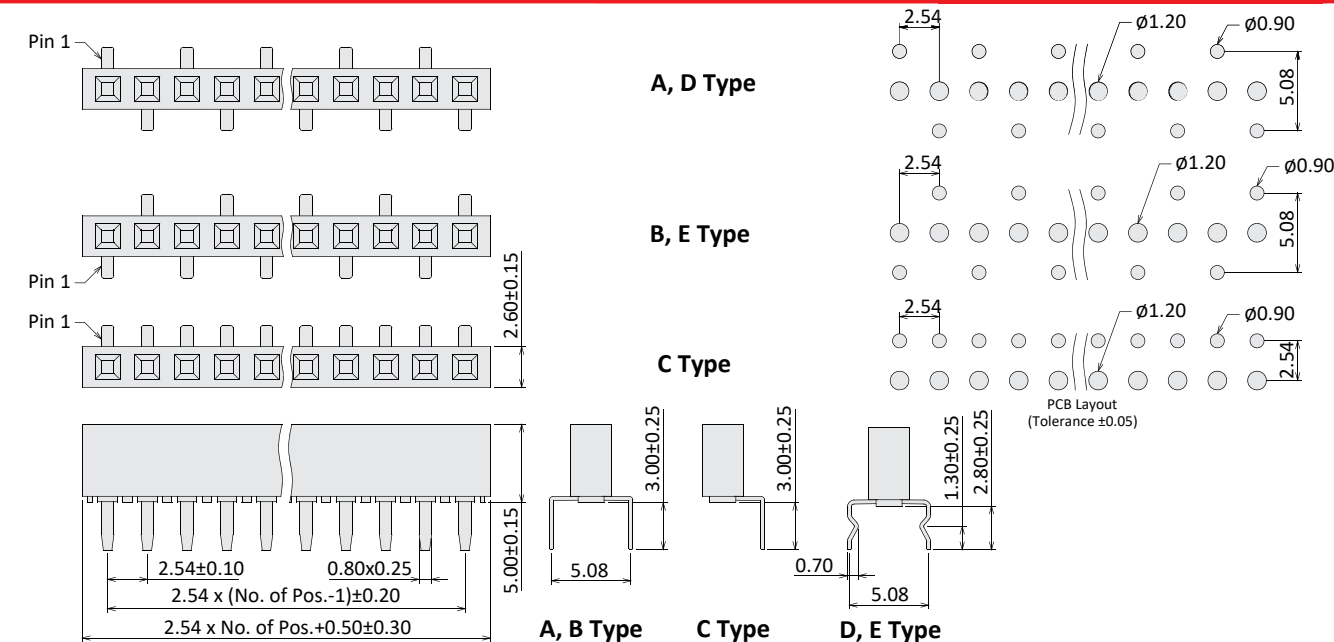 2.54
ø1.20
ø0.90
Pin 1
A, D Type
5.08
2.54
ø1.20
ø0.90
B, E Type
5.08
Pin 1
2.60±0.15
2.54
ø1.20
ø0.90
Pin 1
C Type
2.54
PCB Layout
(Tolerance ±0.05)
5.00±0.15
3.00±0.25
3.00±0.25
1.30±0.25
2.80±0.25
2.54±0.10
0.80x0.25
5.08
0.70
5.08
2.54 x (No. of Pos.-1)±0.20
2.54 x No. of Pos.+0.50±0.30
A, B Type
C Type
D, E Type